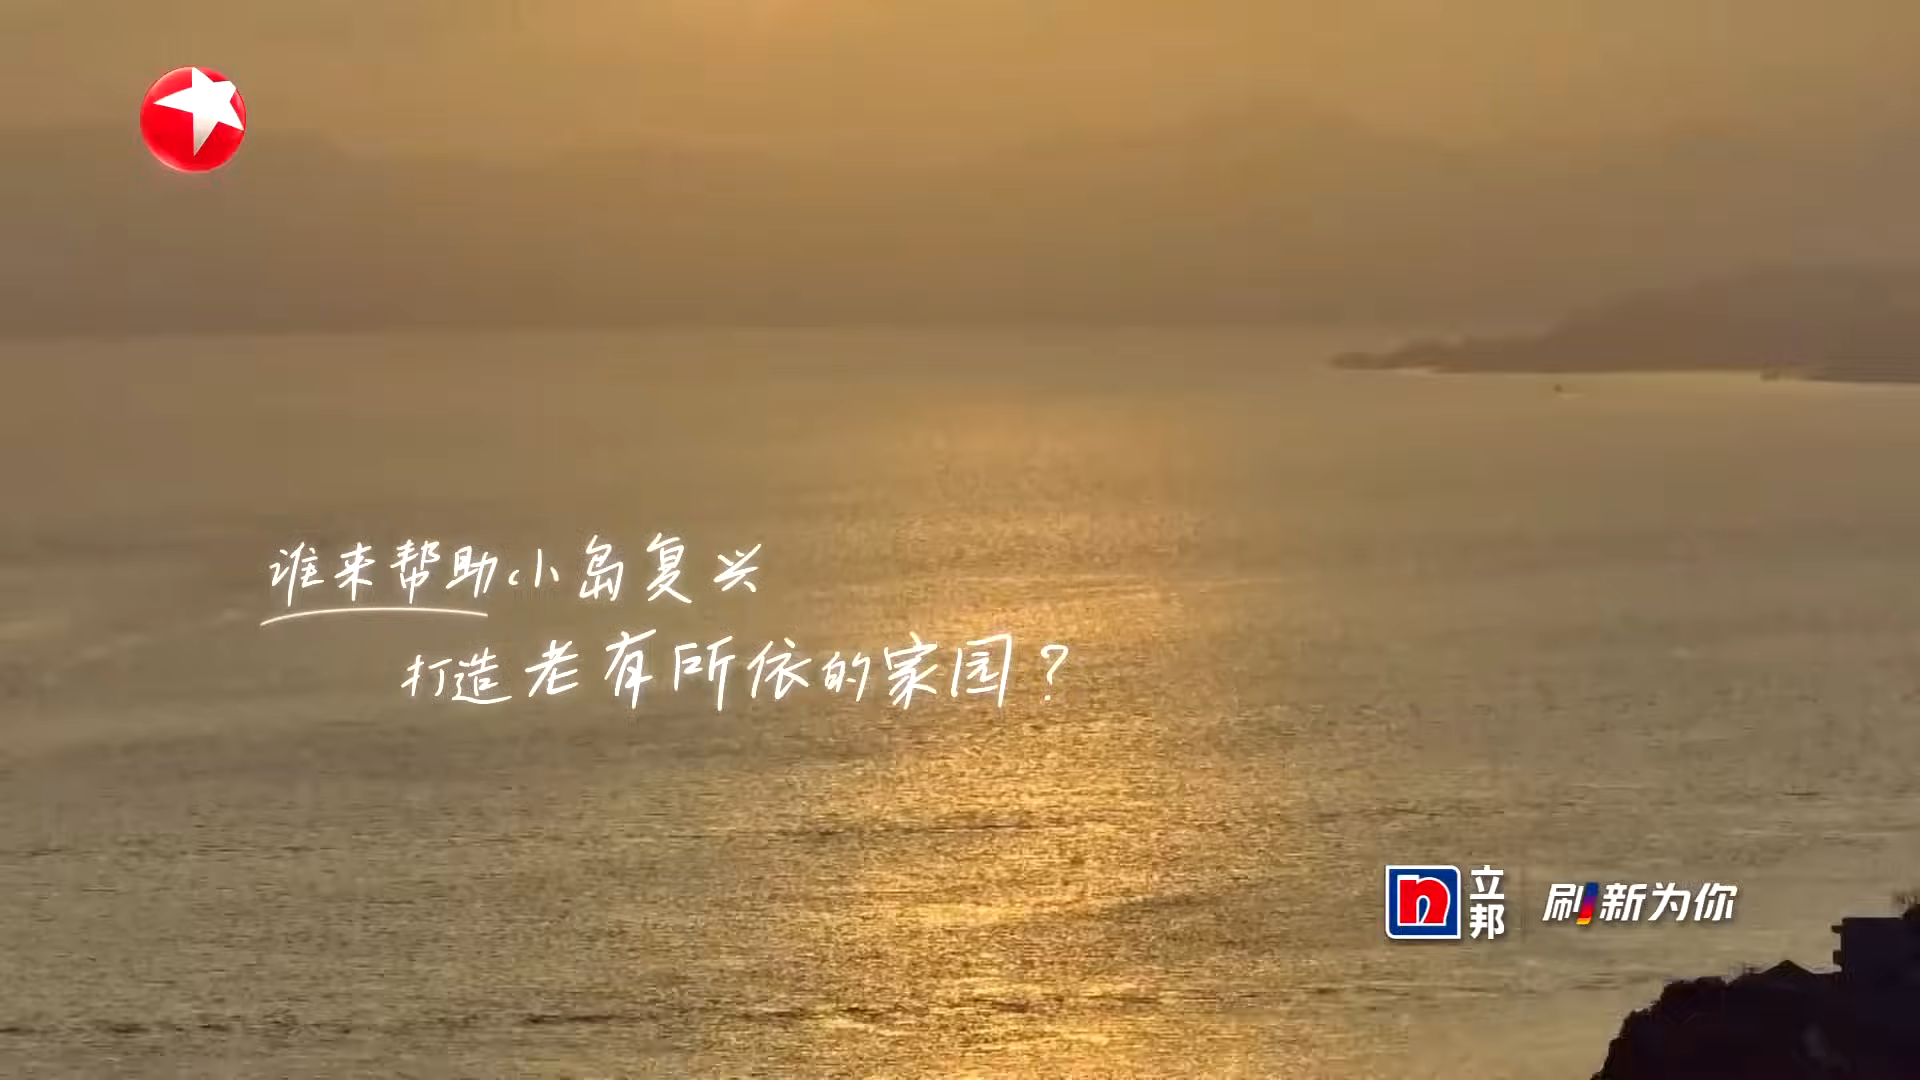 谁来帮助小岛复兴
打造老有所依的家园？
立邦
刷新为你